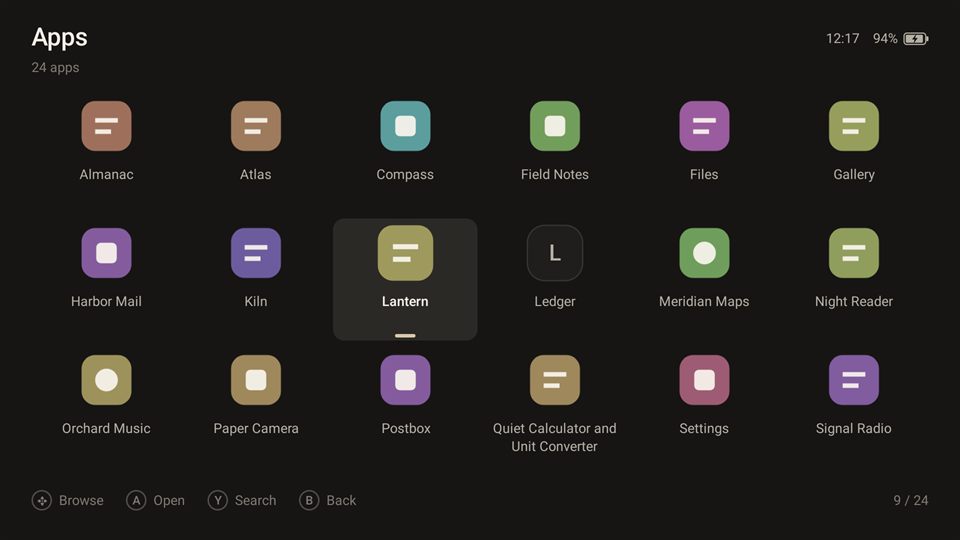 Apps
12:17 94%
24 apps
Almanac
Atlas
Compass
Field Notes
Files
Gallery
Harbor Mail
Kiln
Lantern
L
Ledger
Meridian Maps
Night Reader
Orchard Music
Paper Camera
Postbox
Quiet Calculator and
Unit Converter
Settings
Signal Radio
Browse
A Open
Y Search
B Back
9 / 24